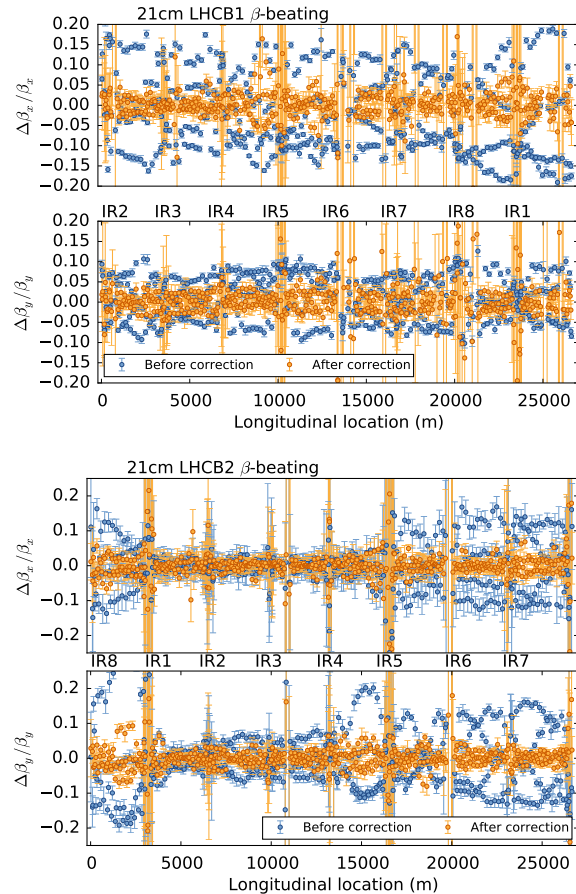 21cm LHCB1 β-beating
0.20
0.15
0.10
0.05
0.00
−0.05
−0.10
−0.15
−0.20
Δβx/βx
IR2 IR3 IR4 IR5 IR6 IR7 IR8 IR1
0.20
0.15
0.10
0.05
0.00
−0.05
−0.10
−0.15
−0.20
Δβy/βy
Before correction After correction
0 5000 10000 15000 20000 25000
Longitudinal location (m)
21cm LHCB2 β-beating
0.2
0.1
0.0
−0.1
−0.2
Δβx/βx
IR8 IR1 IR2 IR3 IR4 IR5 IR6 IR7
0.2
0.1
0.0
−0.1
−0.2
Δβy/βy
Before correction After correction
0 5000 10000 15000 20000 25000
Longitudinal location (m)